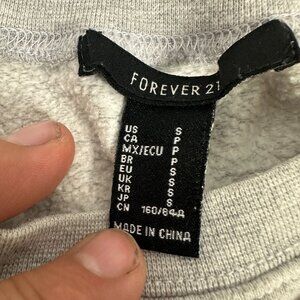 FOREVER 21
US S
CA P
MX/ECU P
BR P
EU S
UK S
KR S
JP S
CN 160/84A
MADE IN CHINA